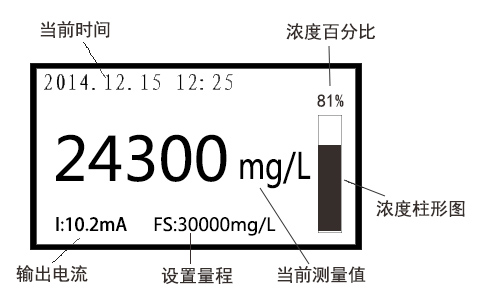 当前时间
浓度百分比
2014.12.15 12:25
81%
24300 mg/L
浓度柱形图
I:10.2mA FS:30000mg/L
输出电流 设置量程 当前测量值